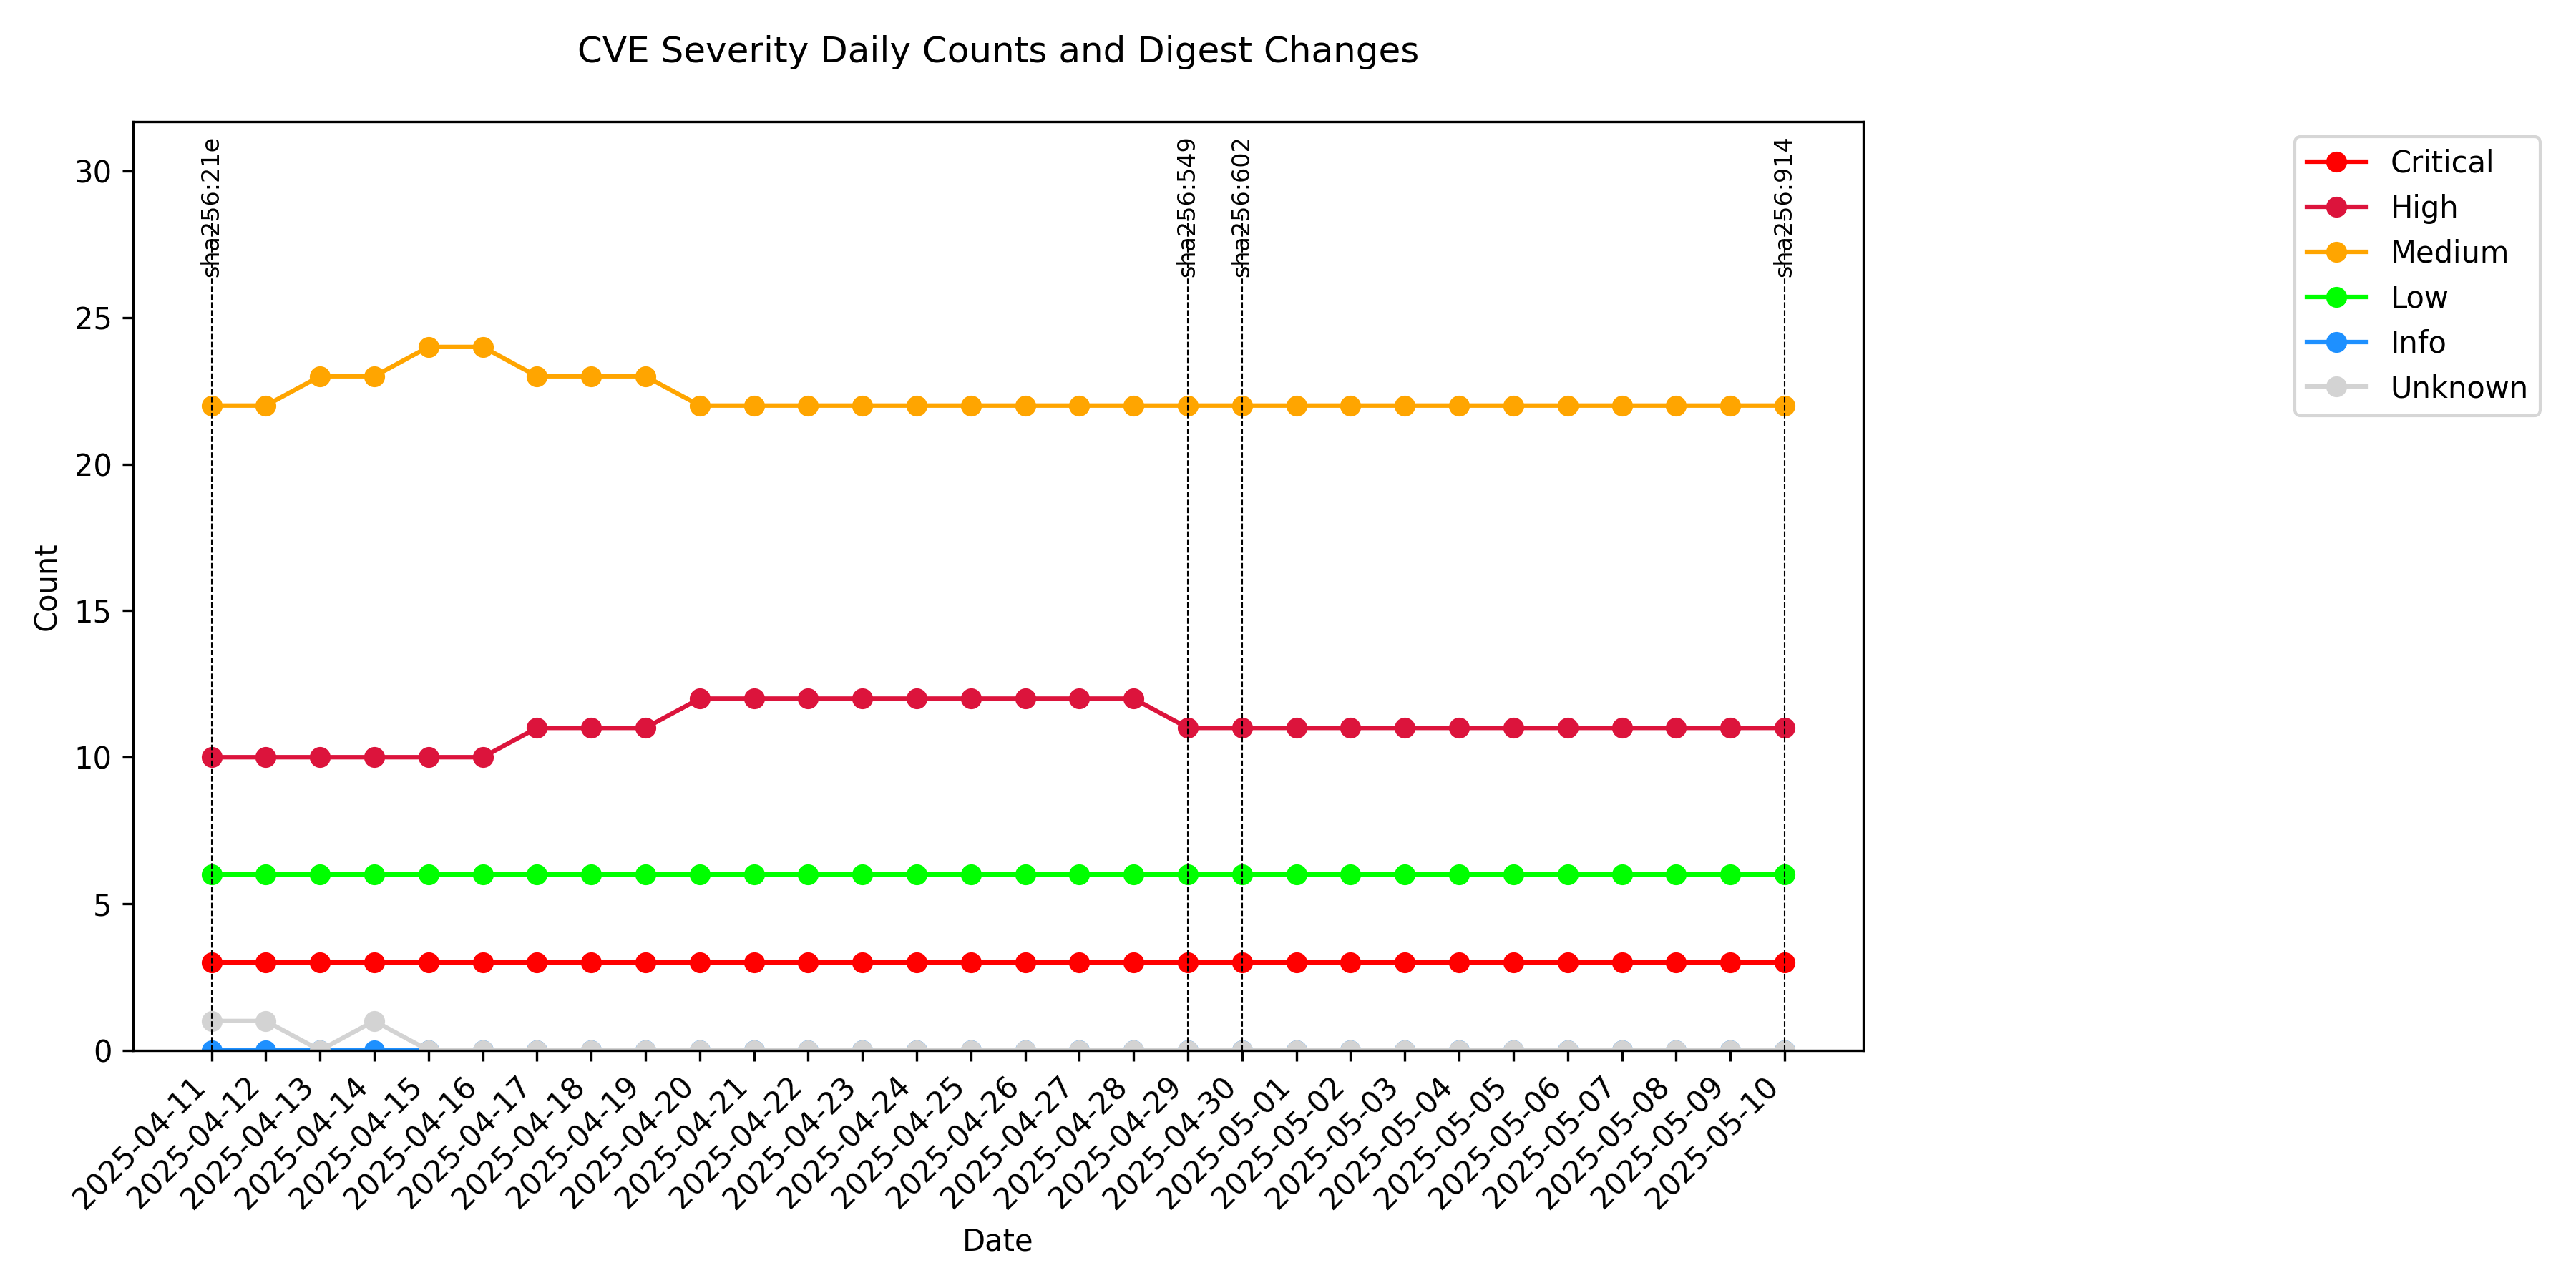 CVE Severity Daily Counts and Digest Changes
sha256:21e
sha256:549
sha256:602
sha256:914
Critical
High
Medium
Low
Info
Unknown
Count
30
25
20
15
10
5
0
2025-04-11
2025-04-12
2025-04-13
2025-04-14
2025-04-15
2025-04-16
2025-04-17
2025-04-18
2025-04-19
2025-04-20
2025-04-21
2025-04-22
2025-04-23
2025-04-24
2025-04-25
2025-04-26
2025-04-27
2025-04-28
2025-04-29
2025-04-30
2025-05-01
2025-05-02
2025-05-03
2025-05-04
2025-05-05
2025-05-06
2025-05-07
2025-05-08
2025-05-09
2025-05-10
Date